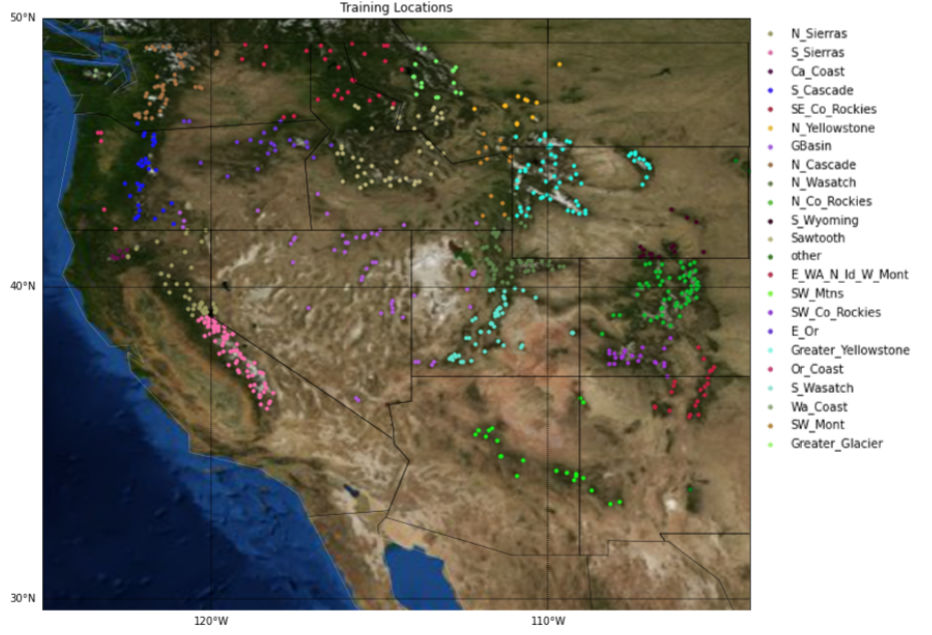 Training Locations
50°N
40°N
30°N
120°W
110°W
N_Sierras
S_Sierras
Ca_Coast
S_Cascade
SE_Co_Rockies
N_Yellowstone
GBasin
N_Cascade
N_Wasatch
N_Co_Rockies
S_Wyoming
Sawtooth
other
E_WA_N_Id_W_Mont
SW_Mtns
SW_Co_Rockies
E_Or
Greater_Yellowstone
Or_Coast
S_Wasatch
Wa_Coast
SW_Mont
Greater_Glacier